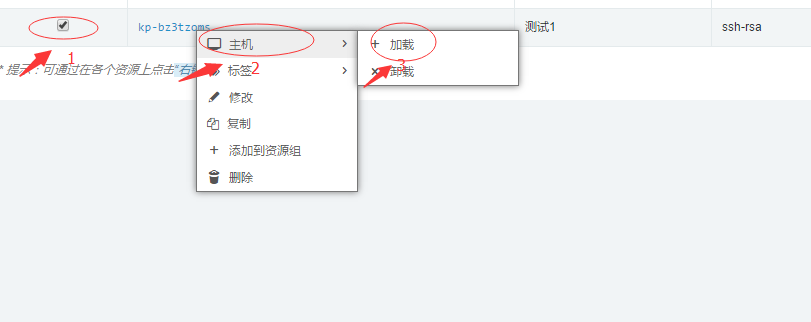 kp-bz3tzoms 测试1 ssh-rsa
1
* 提示：可通过在各个资源上点击"右
主机
2
标签
修改
复制
添加到资源组
删除
加载
3
卸载